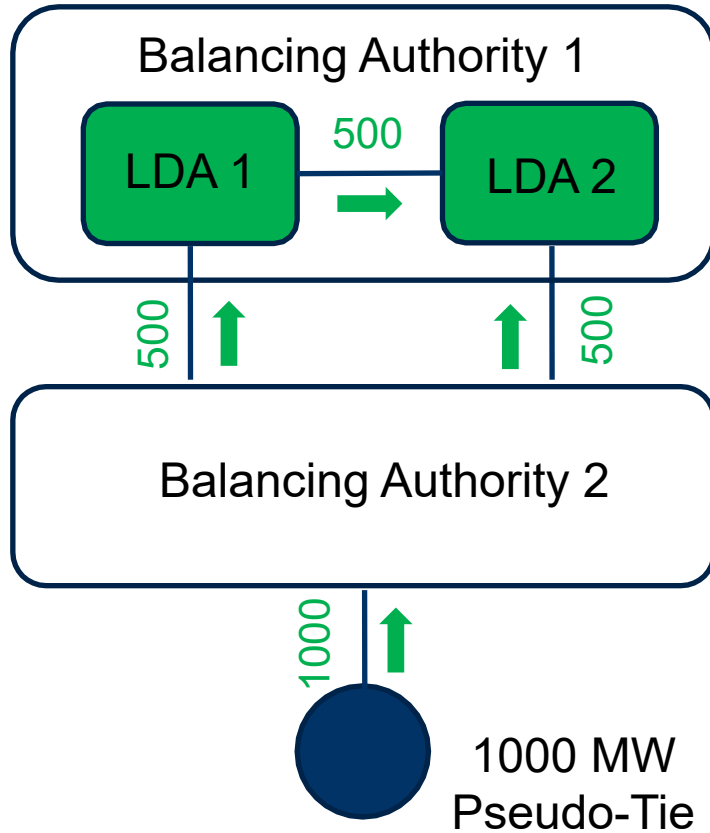 Balancing Authority 1
500
LDA 1
LDA 2
500
500
Balancing Authority 2
1000
1000 MW
Pseudo-Tie